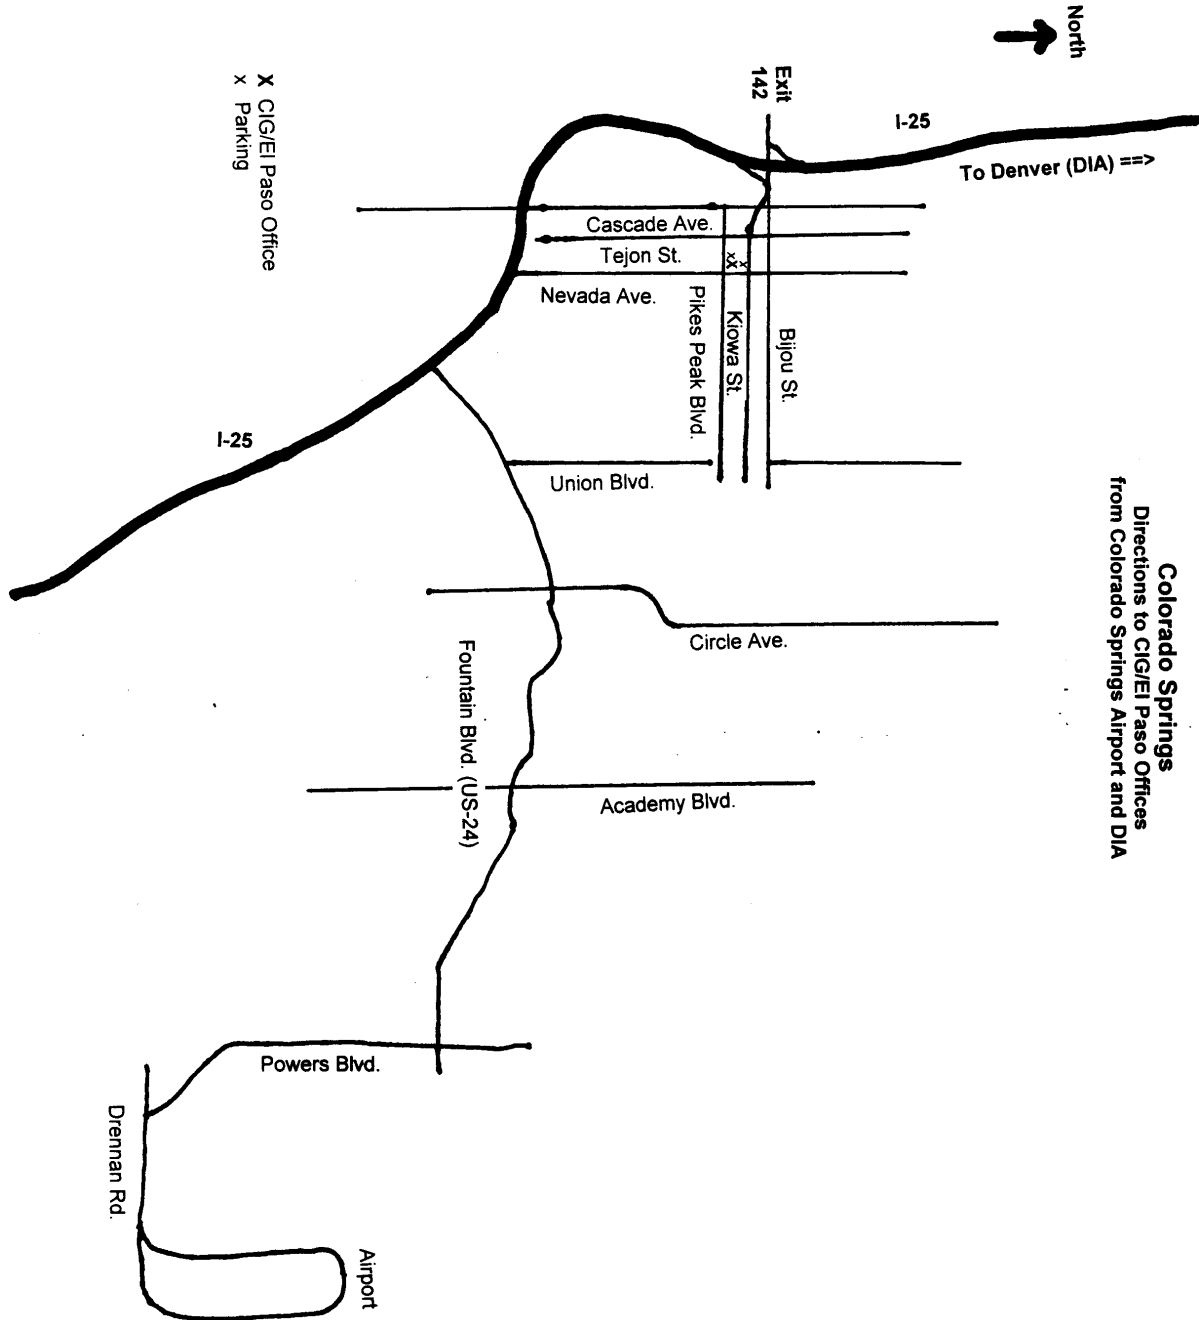 Colorado Springs
Directions to CIG/El Paso Offices
from Colorado Springs Airport and DIA
North
Exit
142
I-25
To Denver (DIA) ==>
X CIG/El Paso Office
x Parking
Cascade Ave.
Tejon St.
xX
x
Nevada Ave.
Pikes Peak Blvd.
Kiowa St.
Bijou St.
I-25
Union Blvd.
Circle Ave.
Fountain Blvd. (US-24)
Academy Blvd.
Powers Blvd.
Drennan Rd.
Airport